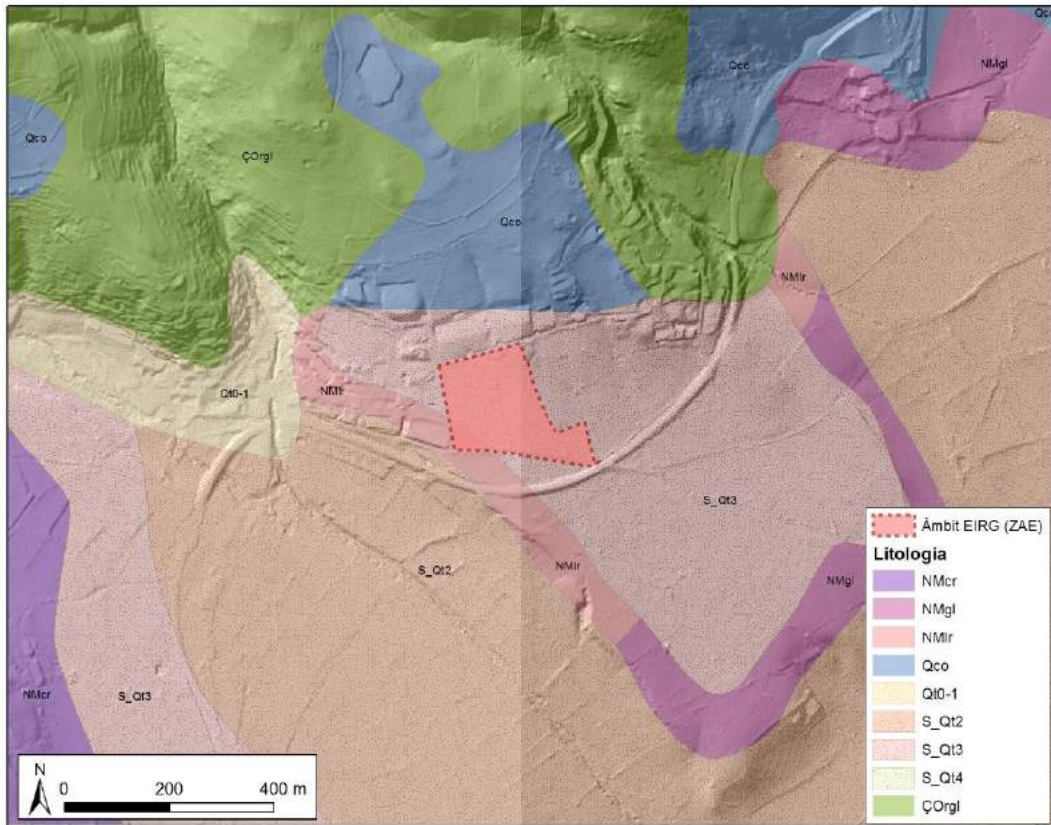 Qco
Qco
NMgl
Qco
ÇOrgl
Qco
NMlr
NMlr
Qt0-1
S_Qt3
S_Qt2
NMlr
NMgl
NMcr
S_Qt3
Àmbit EIRG (ZAE)
Litologia
NMcr
NMgl
NMlr
Qco
Qt0-1
S_Qt2
S_Qt3
S_Qt4
ÇOrgl
N
0 200 400 m